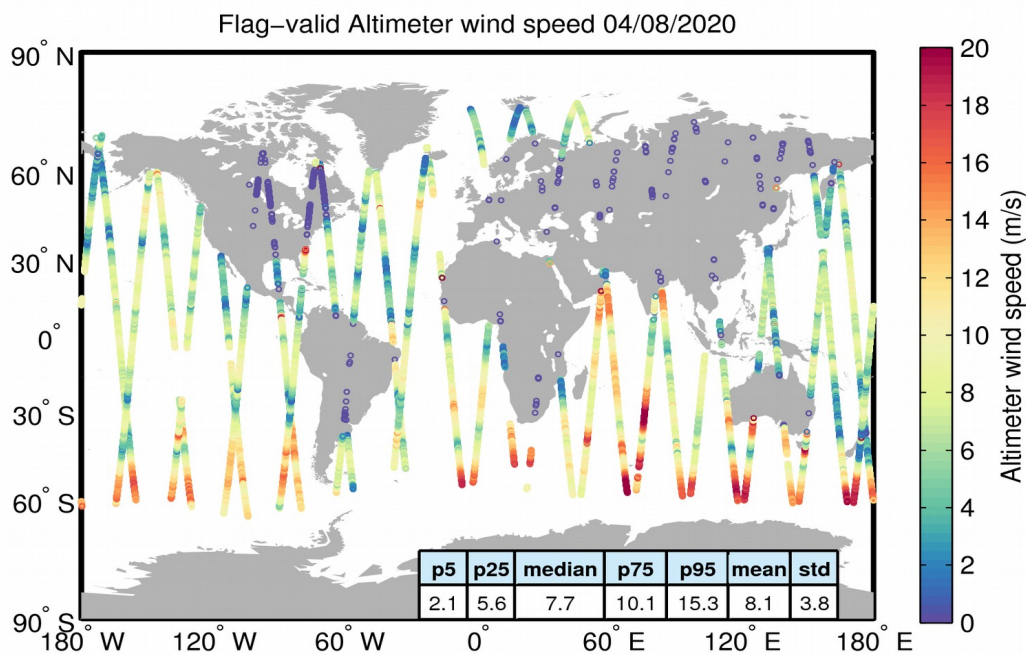 Flag−valid Altimeter wind speed 04/08/2020
90° N
60° N
30° N
0°
30° S
60° S
90° S
180° W
120° W
60° W
0°
60° E
120° E
180° E
p5 p25 median p75 p95 mean std
2.1 5.6 7.7 10.1 15.3 8.1 3.8
20
18
16
14
12
10
8
6
4
2
0
Altimeter wind speed (m/s)